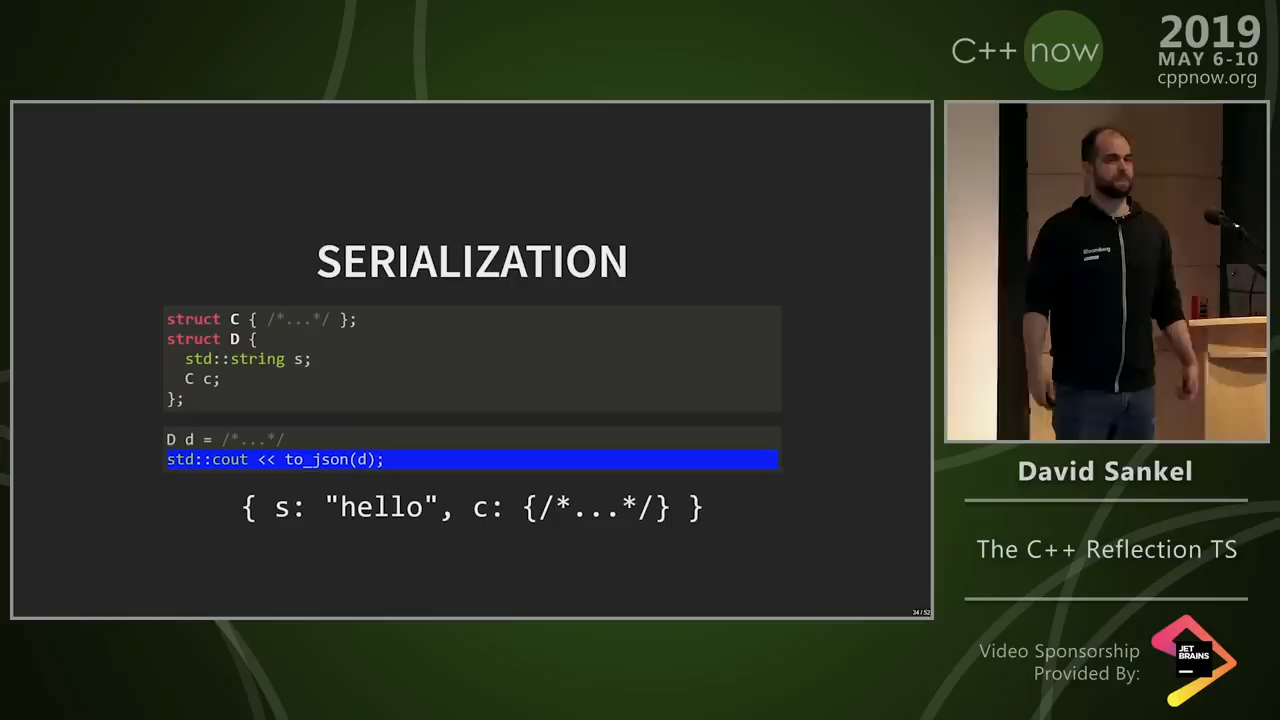 C++ now
2019
MAY 6-10
cppnow.org
SERIALIZATION
struct C { /*...*/ };
struct D {
  std::string s;
  C c;
};
D d = /*...*/
std::cout << to_json(d);
{ s: "hello", c: {/*...*/} }
34 / 52
Bloomberg
David Sankel
The C++ Reflection TS
Video Sponsorship
Provided By:
JET
BRAINS